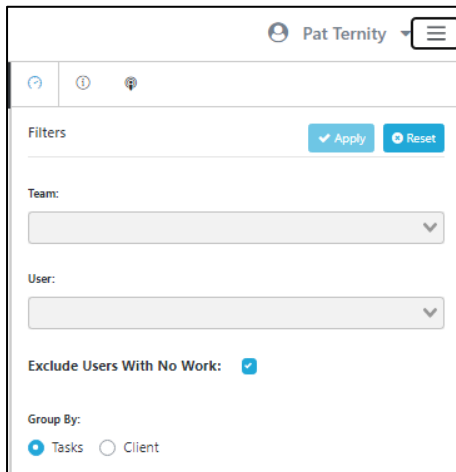 Pat Ternity
Filters Apply Reset
Team:
User:
Exclude Users With No Work:
Group By:
Tasks Client